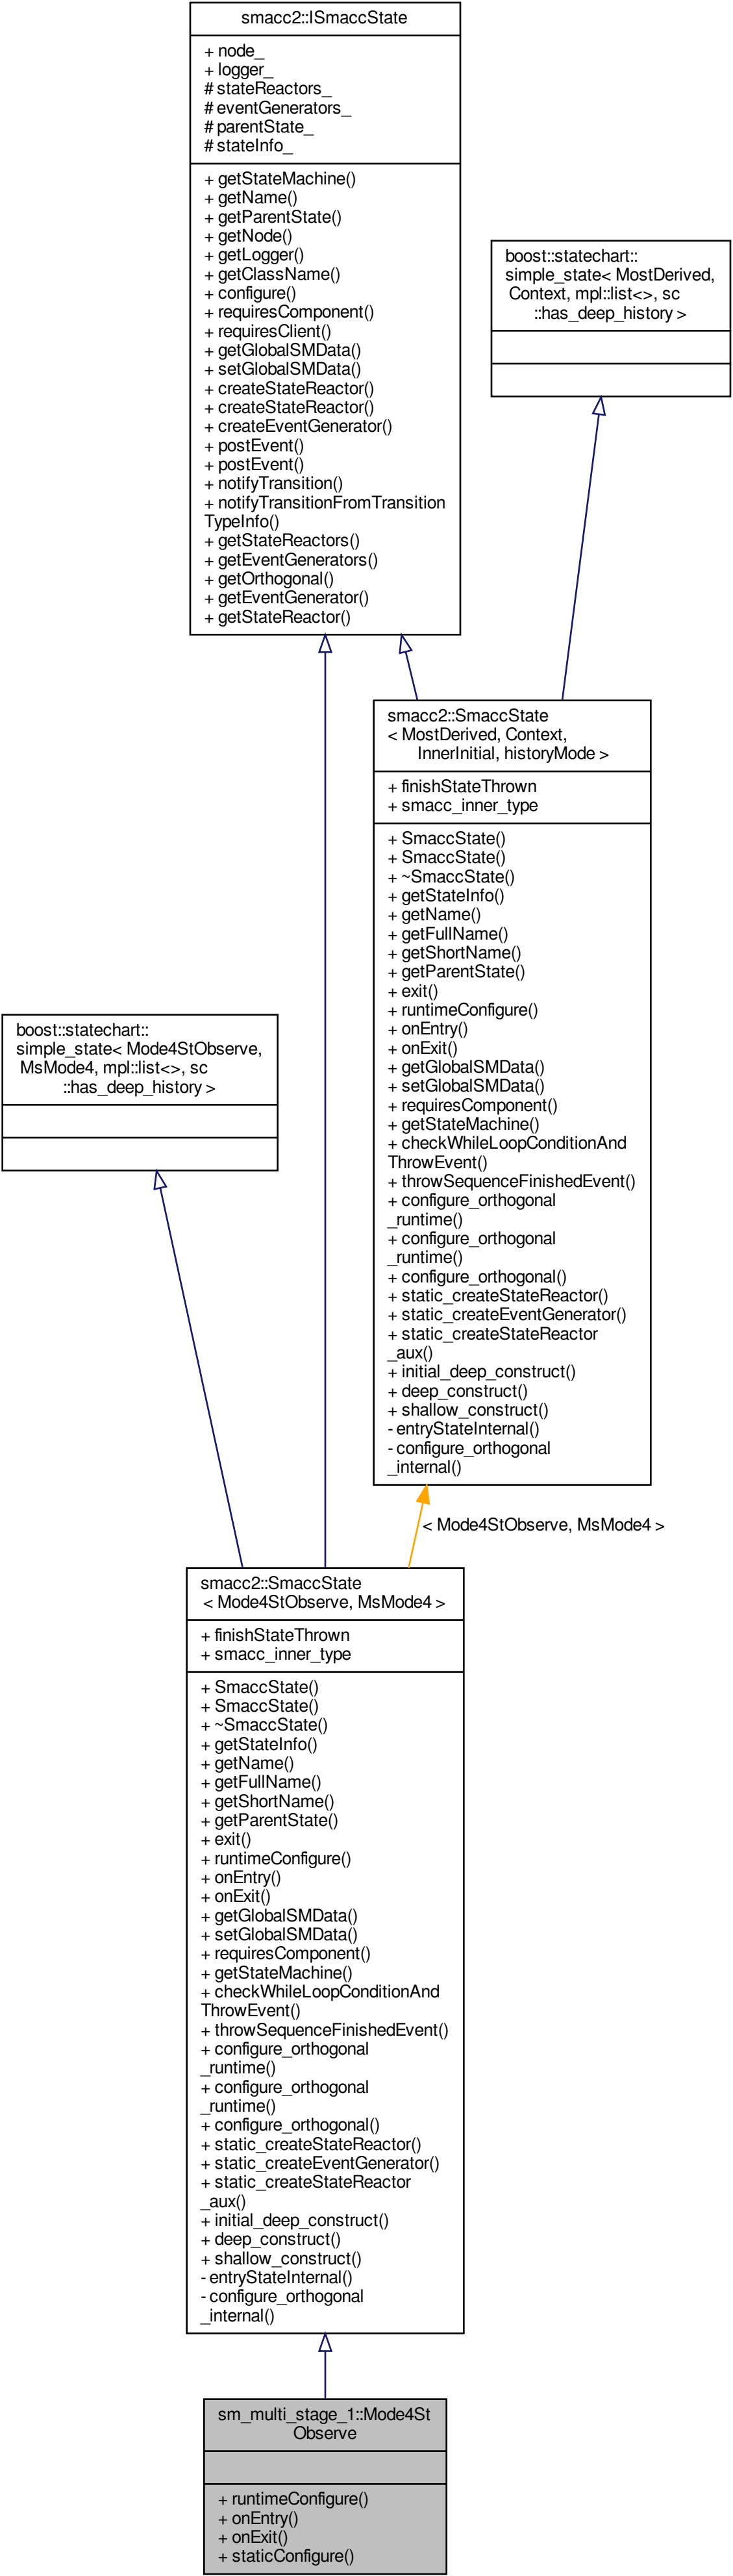 smacc2::ISmaccState
+ node_
+ logger_
# stateReactors_
# eventGenerators_
# parentState_
# stateInfo_
+ getStateMachine()
+ getName()
+ getParentState()
+ getNode()
+ getLogger()
+ getClassName()
+ configure()
+ requiresComponent()
+ requiresClient()
+ getGlobalSMData()
+ setGlobalSMData()
+ createStateReactor()
+ createStateReactor()
+ createEventGenerator()
+ postEvent()
+ postEvent()
+ notifyTransition()
+ notifyTransitionFromTransition
TypeInfo()
+ getStateReactors()
+ getEventGenerators()
+ getOrthogonal()
+ getEventGenerator()
+ getStateReactor()
boost::statechart::
simple_state< MostDerived,
Context, mpl::list<>, sc
::has_deep_history >
smacc2::SmaccState
< MostDerived, Context,
InnerInitial, historyMode >
+ finishStateThrown
+ smacc_inner_type
+ SmaccState()
+ SmaccState()
+ ~SmaccState()
+ getStateInfo()
+ getName()
+ getFullName()
+ getShortName()
+ getParentState()
+ exit()
+ runtimeConfigure()
+ onEntry()
+ onExit()
+ getGlobalSMData()
+ setGlobalSMData()
+ requiresComponent()
+ getStateMachine()
+ checkWhileLoopConditionAnd
ThrowEvent()
+ throwSequenceFinishedEvent()
+ configure_orthogonal
_runtime()
+ configure_orthogonal
_runtime()
+ configure_orthogonal()
+ static_createStateReactor()
+ static_createEventGenerator()
+ static_createStateReactor
_aux()
+ initial_deep_construct()
+ deep_construct()
+ shallow_construct()
- entryStateInternal()
- configure_orthogonal
_internal()
boost::statechart::
simple_state< Mode4StObserve,
MsMode4, mpl::list<>, sc
::has_deep_history >
< Mode4StObserve, MsMode4 >
smacc2::SmaccState
< Mode4StObserve, MsMode4 >
+ finishStateThrown
+ smacc_inner_type
+ SmaccState()
+ SmaccState()
+ ~SmaccState()
+ getStateInfo()
+ getName()
+ getFullName()
+ getShortName()
+ getParentState()
+ exit()
+ runtimeConfigure()
+ onEntry()
+ onExit()
+ getGlobalSMData()
+ setGlobalSMData()
+ requiresComponent()
+ getStateMachine()
+ checkWhileLoopConditionAnd
ThrowEvent()
+ throwSequenceFinishedEvent()
+ configure_orthogonal
_runtime()
+ configure_orthogonal
_runtime()
+ configure_orthogonal()
+ static_createStateReactor()
+ static_createEventGenerator()
+ static_createStateReactor
_aux()
+ initial_deep_construct()
+ deep_construct()
+ shallow_construct()
- entryStateInternal()
- configure_orthogonal
_internal()
sm_multi_stage_1::Mode4St
Observe
+ runtimeConfigure()
+ onEntry()
+ onExit()
+ staticConfigure()